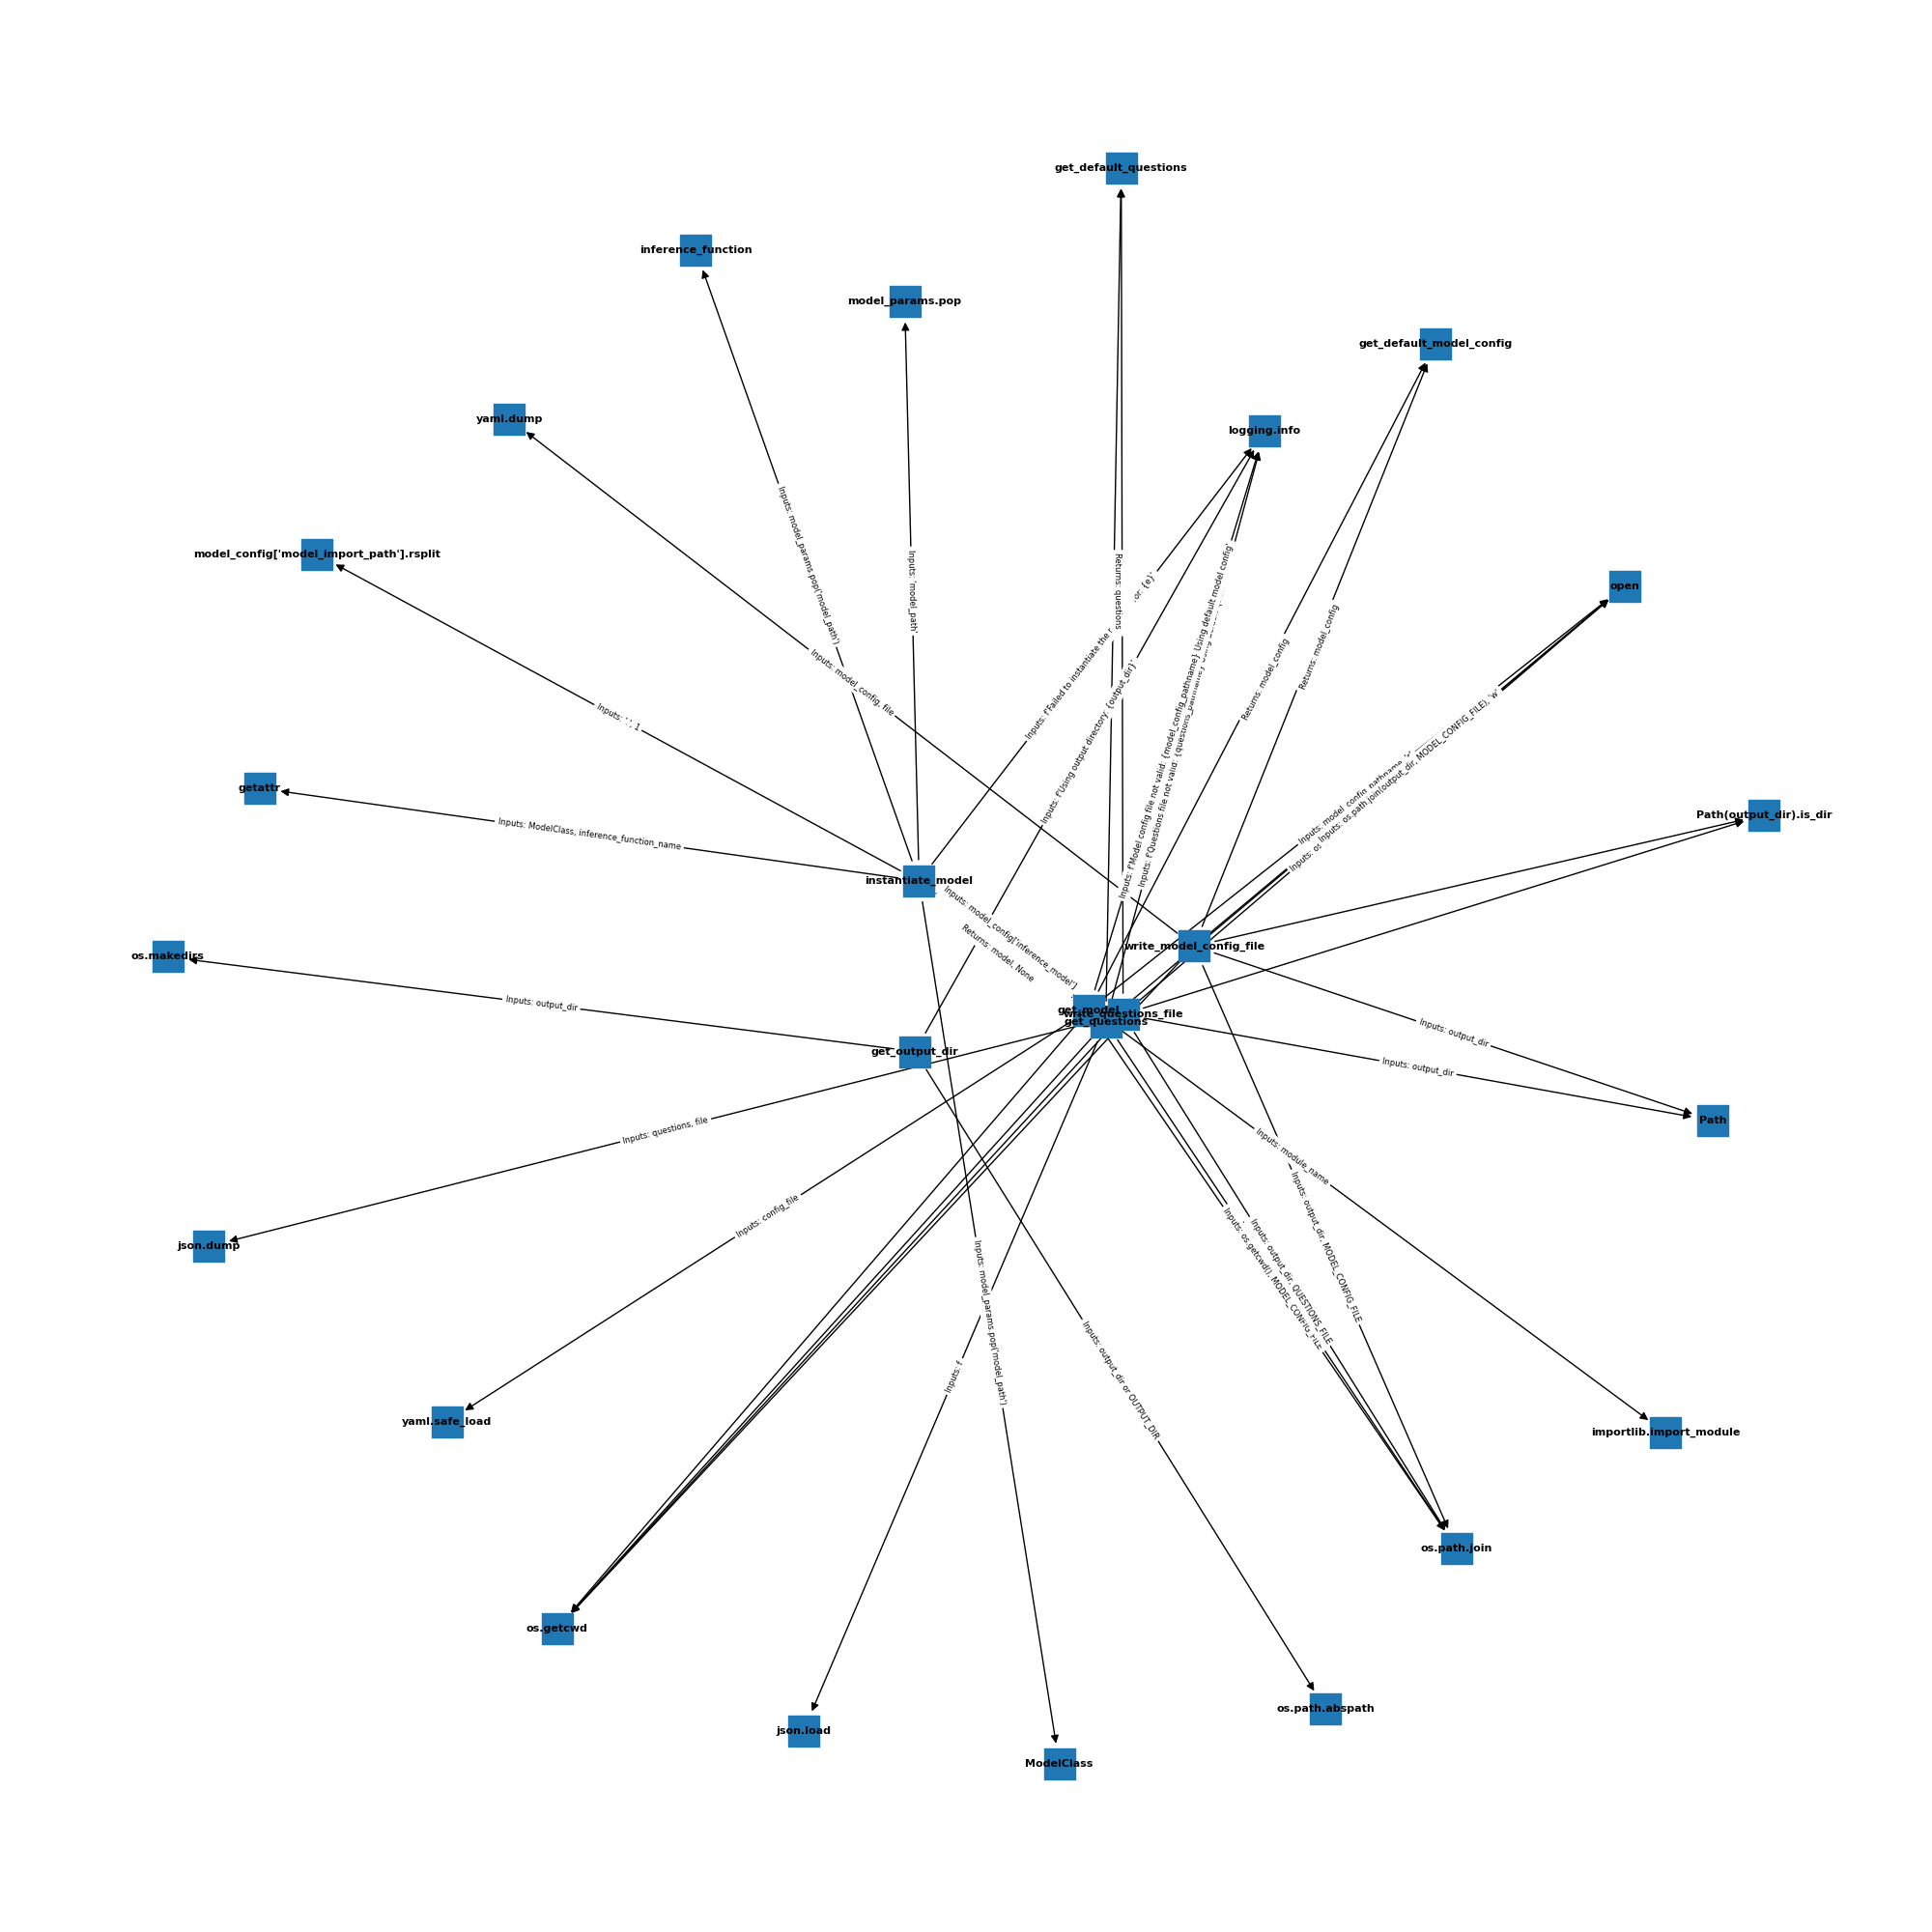 get_default_questions
inference_function
model_params.pop
get_default_model_config
yaml.dump
logging.info
model_config['model_import_path'].rsplit
open
getattr
Path(output_dir).is_dir
instantiate_model
write_model_config_file
os.makedirs
get_model
write_questions_file
get_questions
get_output_dir
Path
json.dump
yaml.safe_load
importlib.import_module
os.path.join
os.getcwd
json.load
os.path.abspath
ModelClass
Inputs: model_params.pop('model_path')
Inputs: 'model_path'
Returns: questions
Inputs: f'Failed to instantiate the
or: {e}'
Inputs: f'Using output directory: {output_dir}'
Inputs: f'Model config file not valid: {model_config_pathname} Using default model config'
Inputs: f'Questions file not valid:
Returns: model_config
Returns: model_config
Inputs: model_config, file
Inputs: '.', 1
Inputs: ModelClass, inference_function_name
Inputs: model_config_pathname,
Inputs: os.path.join(output_dir, MODEL_CONFIG_FILE), 'w'
Inputs: model_config['inference_model']
Returns: model, None
Inputs: output_dir
Inputs: output_dir
Inputs: output_dir
Inputs: questions, file
Inputs: config_file
Inputs: module_name
Inputs: output_dir, MODEL_CONFIG_FILE
Inputs: output_dir, QUESTIONS_FILE
Inputs: os.getcwd(), MODEL_CONFIG_FILE
Inputs: model_params.pop('model_path')
Inputs: f
Inputs: output_dir or OUTPUT_DIR